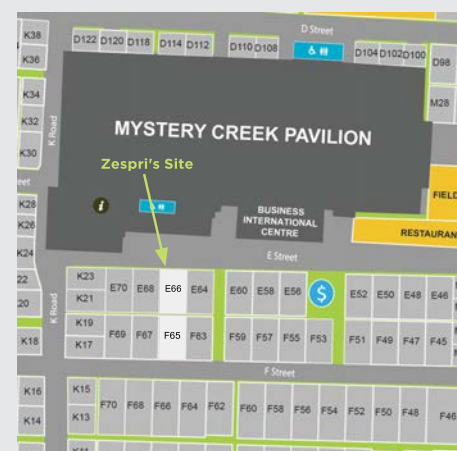 K38
K36
D122 D120 D118 D114 D112 D110 D108 D104 D102 D100 D98
D Street
M28
K34
K32
K30
K Road
MYSTERY CREEK PAVILION
Zespri's Site
FIELD
RESTAURAN
eet
K28
K26
K24
i
BUSINESS
INTERNATIONAL
CENTRE
E Street
22
20
K18
K Road
K23
K21
E70 E68 E66 E64 E60 E58 E56 $ E52 E50 E48 E46
K19
K17
F69 F67 F65 F63 F59 F57 F55 F53 F51 F49 F47 F45
F Street
K16
K14
K15
K13
F70 F68 F66 F64 F62 F60 F58 F56 F54 F52 F50 F48 F46